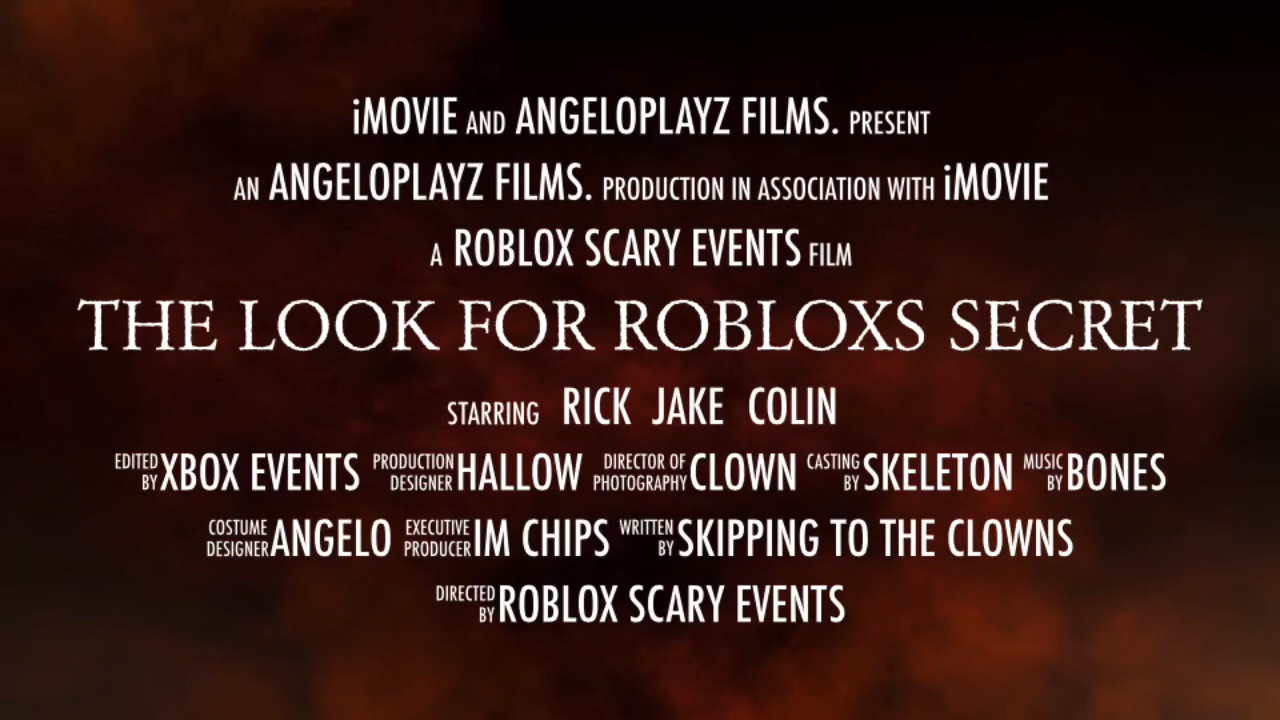 iMOVIE AND ANGELOPLAYZ FILMS. PRESENT
AN ANGELOPLAYZ FILMS. PRODUCTION IN ASSOCIATION WITH iMOVIE
A ROBLOX SCARY EVENTS FILM
THE LOOK FOR ROBLOXS SECRET
STARRING RICK JAKE COLIN
EDITED BY XBOX EVENTS PRODUCTION DESIGNER HALLOW DIRECTOR OF PHOTOGRAPHY CLOWN CASTING BY SKELETON MUSIC BY BONES
COSTUME DESIGNER ANGELO EXECUTIVE PRODUCER IM CHIPS WRITTEN BY SKIPPING TO THE CLOWNS
DIRECTED BY ROBLOX SCARY EVENTS